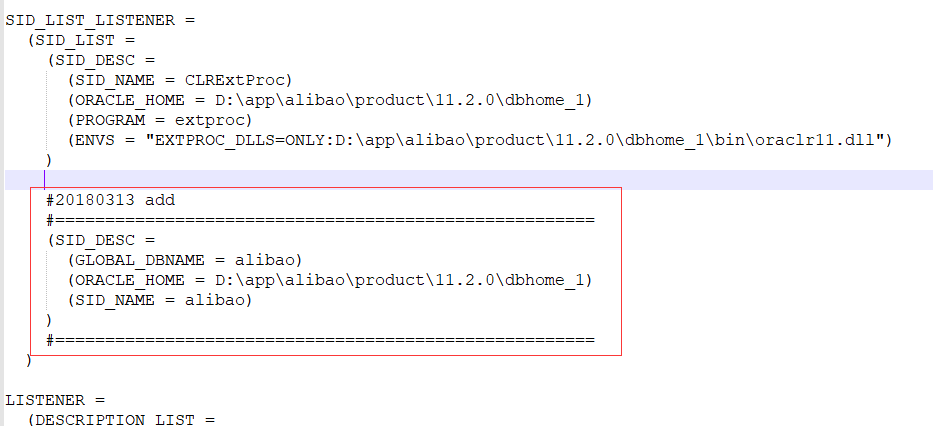 SID_LIST_LISTENER =
(SID_LIST =
(SID_DESC =
(SID_NAME = CLRExtProc)
(ORACLE_HOME = D:\app\alibao\product\11.2.0\dbhome_1)
(PROGRAM = extproc)
(ENVS = "EXTPROC_DLLS=ONLY:D:\app\alibao\product\11.2.0\dbhome_1\bin\oraclr11.dll")
)
#20180313 add
#======================================================
(SID_DESC =
(GLOBAL_DBNAME = alibao)
(ORACLE_HOME = D:\app\alibao\product\11.2.0\dbhome_1)
(SID_NAME = alibao)
)
#======================================================
)
LISTENER =
(DESCRIPTION_LIST =